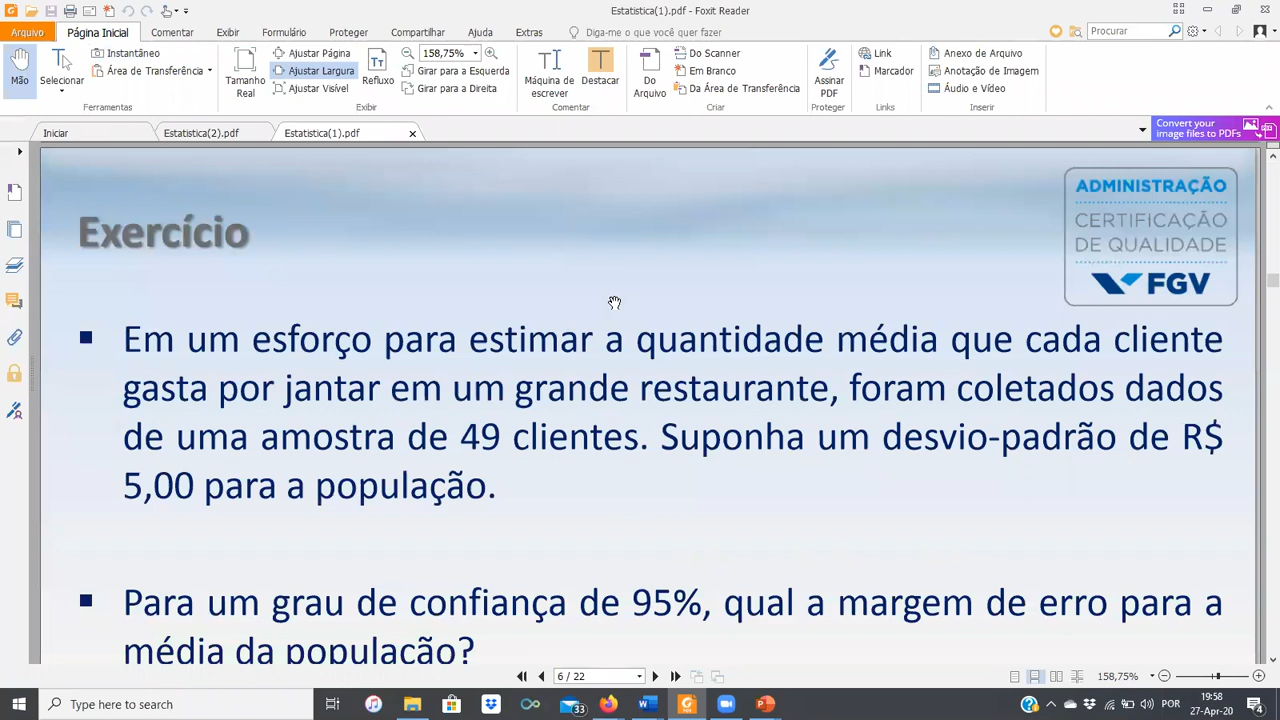 Estatistica(1).pdf - Foxit Reader
Arquivo Página Inicial Comentar Exibir Formulário Proteger Compartilhar Ajuda Extras Diga-me o que você quer fazer... Procurar
Mão
Selecionar
Instantâneo
Área de Transferência
Ferramentas
Tamanho Real
Ajustar Página
Ajustar Largura
Ajustar Visível
Refluxo
158,75%
Girar para a Esquerda
Girar para a Direita
Exibir
Máquina de escrever
Destacar
Comentar
Do Arquivo
Do Scanner
Em Branco
Da Área de Transferência
Criar
Assinar PDF
Proteger
Link
Marcador
Links
Anexo de Arquivo
Anotação de Imagem
Áudio e Vídeo
Inserir
Iniciar Estatistica(2).pdf Estatistica(1).pdf
Convert your
image files to PDFs
ADMINISTRAÇÃO
CERTIFICAÇÃO
DE QUALIDADE
FGV
Exercício
Em um esforço para estimar a quantidade média que cada cliente
gasta por jantar em um grande restaurante, foram coletados dados
de uma amostra de 49 clientes. Suponha um desvio-padrão de R$
5,00 para a população.
Para um grau de confiança de 95%, qual a margem de erro para a
média da população?
6 / 22
158,75%
Type here to search
33
POR
19:58
27-Apr-20
4